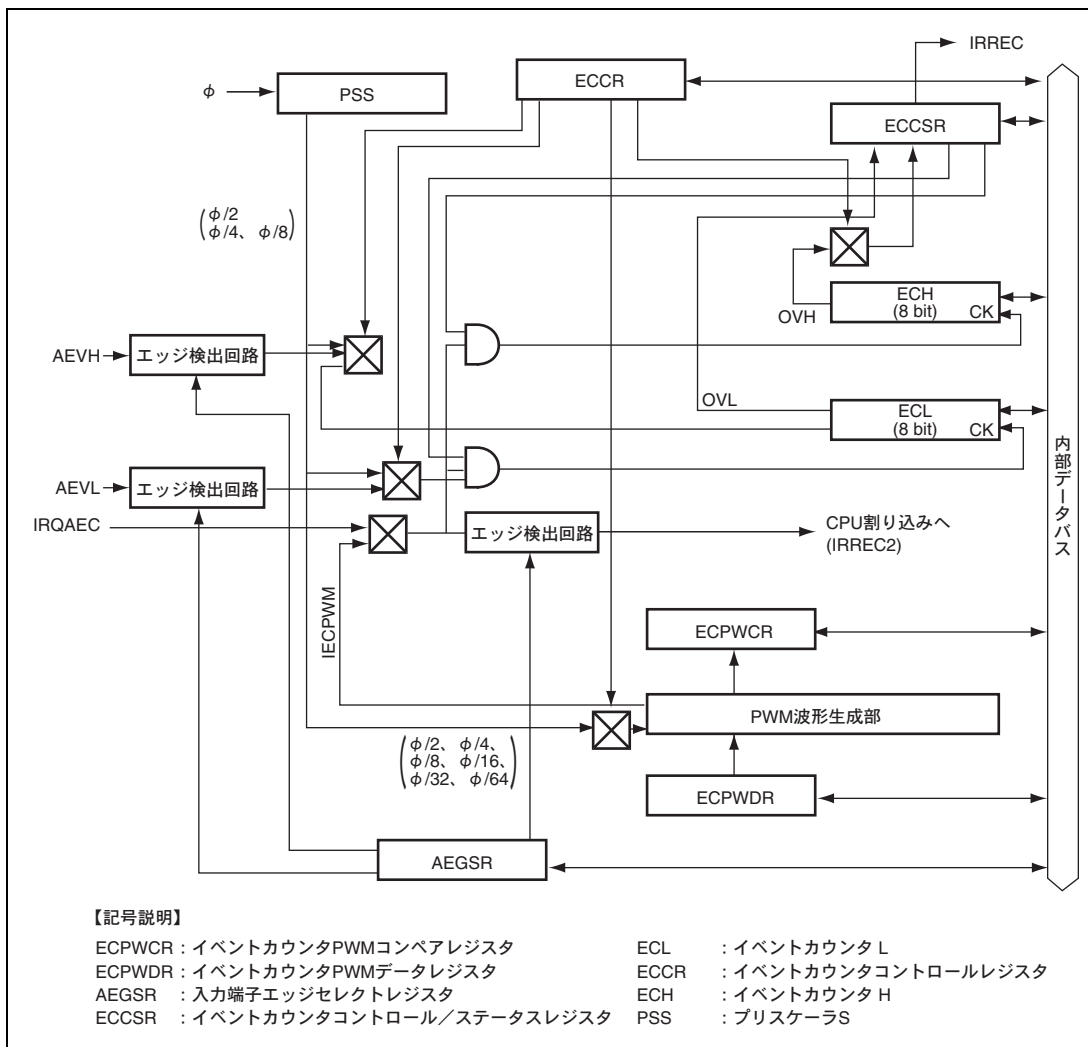 IRREC
φ
PSS
ECCR
ECCSR
φ/2
φ/4、φ/8
ECH
(8 bit)
CK
OVH
AEVH
エッジ検出回路
OVL
ECL
(8 bit)
CK
内部データバス
AEVL
エッジ検出回路
IRQAEC
エッジ検出回路
CPU割り込みへ
(IRREC2)
IECPWM
ECPWCR
PWM波形生成部
φ/2、φ/4、
φ/8、φ/16、
φ/32、φ/64
ECPWDR
AEGSR
【記号説明】
ECPWCR : イベントカウンタPWMコンペアレジスタ
ECPWDR : イベントカウンタPWMデータレジスタ
AEGSR : 入力端子エッジセレクトレジスタ
ECCSR : イベントカウンタコントロール／ステータスレジスタ
ECL : イベントカウンタ L
ECCR : イベントカウンタコントロールレジスタ
ECH : イベントカウンタ H
PSS : プリスケーラS